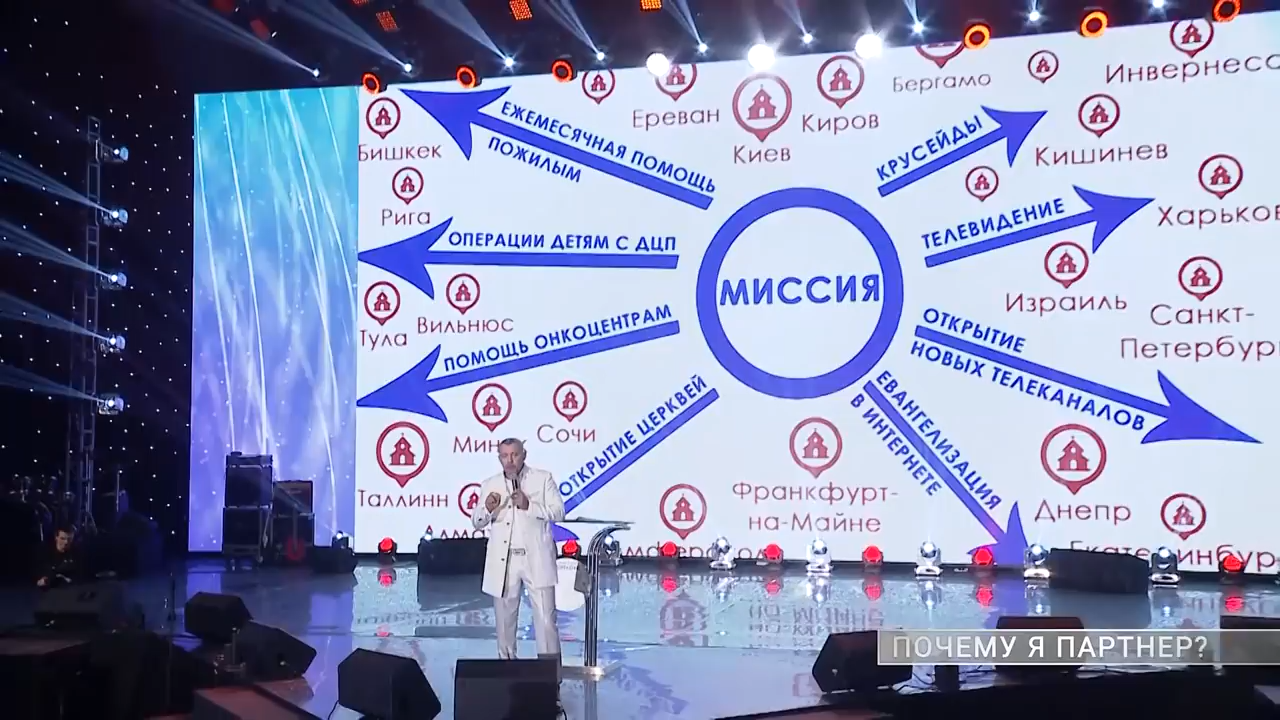 ЕЖЕМЕСЯЧНАЯ ПОМОЩЬ
ПОЖИЛЫМ
ОПЕРАЦИИ ДЕТЯМ С ДЦП
ПОМОЩЬ ОНКОЦЕНТРАМ
ОТКРЫТИЕ ЦЕРКВЕЙ
МИССИЯ
КРУСЕЙДЫ
ТЕЛЕВИДЕНИЕ
ОТКРЫТИЕ
НОВЫХ ТЕЛЕКАНАЛОВ
ЕВАНГЕЛИЗАЦИЯ
В ИНТЕРНЕТЕ
Бишкек
Ереван
Киев
Киров
Бергамо
Инвернесс
Рига
Кишинев
Харьков
Тула
Вильнюс
Израиль
Санкт-
Петербур
Сочи
Таллинн
Франкфурт-
на-Майне
Днепр
ПОЧЕМУ Я ПАРТНЕР?